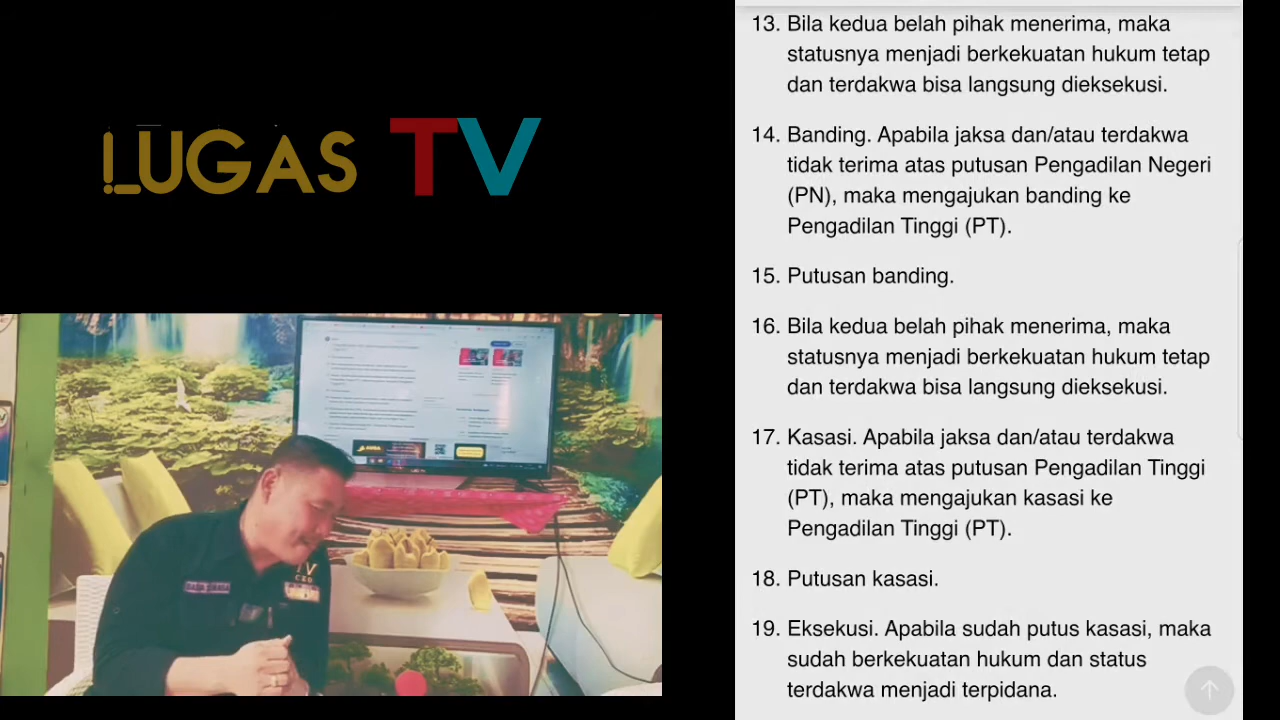 LUGAS TV
13. Bila kedua belah pihak menerima, maka
statusnya menjadi berkekuatan hukum tetap
dan terdakwa bisa langsung dieksekusi.
14. Banding. Apabila jaksa dan/atau terdakwa
tidak terima atas putusan Pengadilan Negeri
(PN), maka mengajukan banding ke
Pengadilan Tinggi (PT).
15. Putusan banding.
16. Bila kedua belah pihak menerima, maka
statusnya menjadi berkekuatan hukum tetap
dan terdakwa bisa langsung dieksekusi.
17. Kasasi. Apabila jaksa dan/atau terdakwa
tidak terima atas putusan Pengadilan Tinggi
(PT), maka mengajukan kasasi ke
Pengadilan Tinggi (PT).
18. Putusan kasasi.
19. Eksekusi. Apabila sudah putus kasasi, maka
sudah berkekuatan hukum dan status
terdakwa menjadi terpidana.
TV
CEO